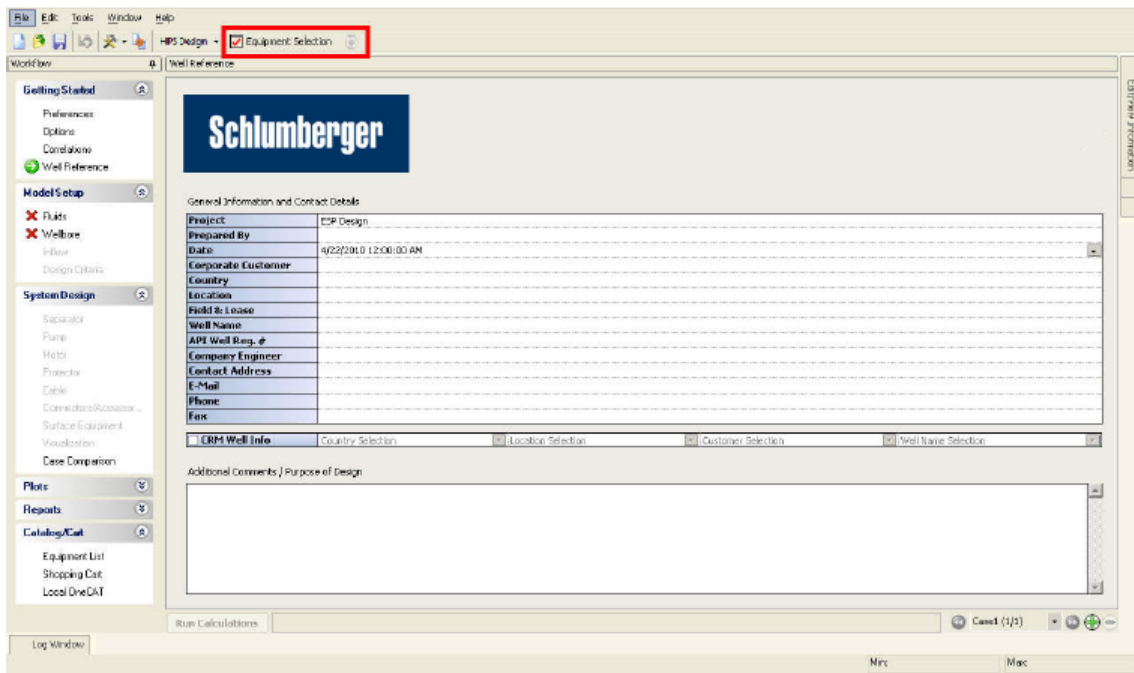 File Edit Tools Window Help
HPS Design Equipment Selection
Workflow Well Reference
Getting Started
Preferences
Options
Correlations
Well Reference
Model Setup
Fluids
Wellbore
Inflow
Design Criteria
System Design
Separator
Pump
Motor
Protector
Cable
Connectors/Accessor...
Surface Equipment
Visualization
Case Comparison
Plots
Reports
Catalog/Cart
Equipment List
Shopping Cart
Local OneCAT
Schlumberger
General Information and Contact Details
Project ESP Design
Prepared By
Date 4/22/2010 12:00:00 AM
Corporate Customer
Country
Location
Field & Lease
Well Name
API Well Reg. #
Company Engineer
Contact Address
E-Mail
Phone
Fax
CRM Well Info Country Selection Location Selection Customer Selection Well Name Selection
Additional Comments / Purpose of Design
Run Calculations Case1 (1/1)
Log Window
Min: Max:
Information